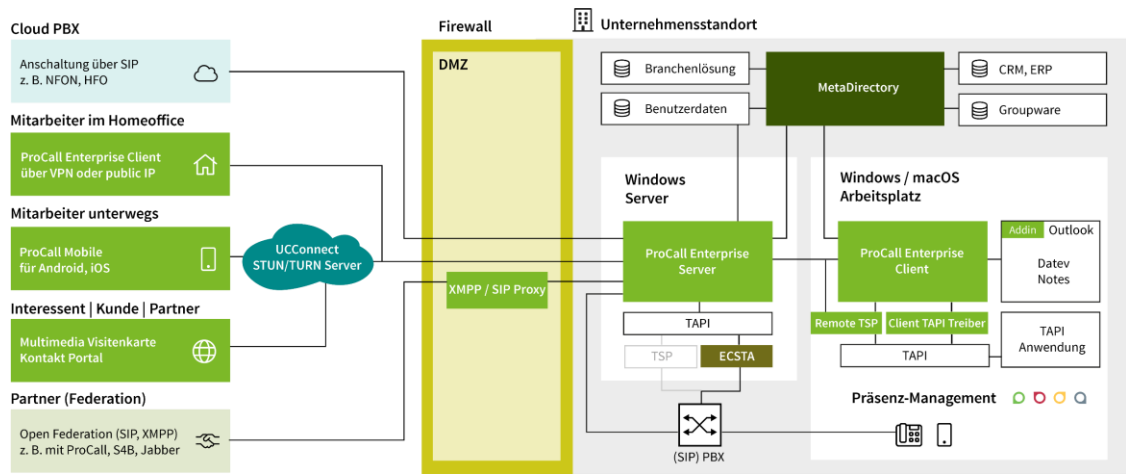 Cloud PBX
Anschaltung über SIP
z. B. NFON, HFO
Mitarbeiter im Homeoffice
ProCall Enterprise Client
über VPN oder public IP
Mitarbeiter unterwegs
ProCall Mobile
für Android, iOS
Interessent | Kunde | Partner
Multimedia Visitenkarte
Kontakt Portal
Partner (Federation)
Open Federation (SIP, XMPP)
z. B. mit ProCall, S4B, Jabber
UCConnect
STUN/TURN Server
Firewall
DMZ
XMPP / SIP Proxy
Unternehmensstandort
Branchenlösung
Benutzerdaten
MetaDirectory
CRM, ERP
Groupware
Windows
Server
ProCall Enterprise
Server
TAPI
TSP
ECSTA
(SIP) PBX
Windows / macOS
Arbeitsplatz
ProCall Enterprise
Client
Addin
Outlook
Datev
Notes
Remote TSP
Client TAPI Treiber
TAPI
TAPI
Anwendung
Präsenz-Management